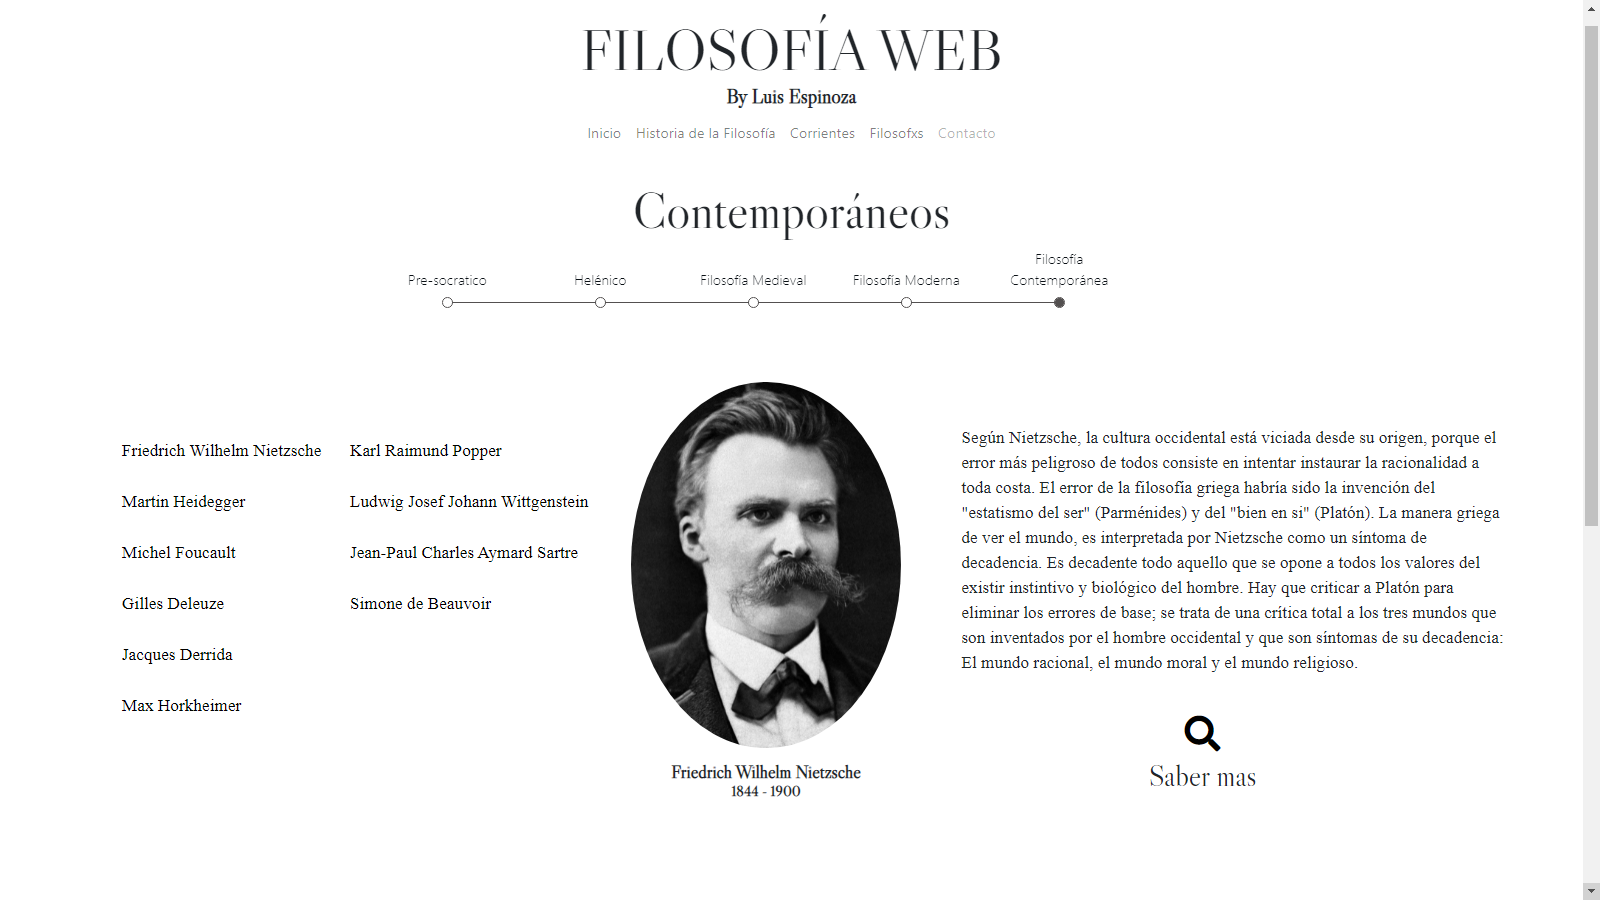 FILOSOFÍA WEB
By Luis Espinoza
Inicio Historia de la Filosofía Corrientes Filosofxs Contacto
Contemporáneos
Pre-socratico
Helénico
Filosofía Medieval
Filosofía Moderna
Filosofía
Contemporánea
Friedrich Wilhelm Nietzsche
Martin Heidegger
Michel Foucault
Gilles Deleuze
Jacques Derrida
Max Horkheimer
Karl Raimund Popper
Ludwig Josef Johann Wittgenstein
Jean-Paul Charles Aymard Sartre
Simone de Beauvoir
Friedrich Wilhelm Nietzsche
1844 - 1900
Según Nietzsche, la cultura occidental está viciada desde su origen, porque el
error más peligroso de todos consiste en intentar instaurar la racionalidad a
toda costa. El error de la filosofía griega habría sido la invención del
"estatismo del ser" (Parménides) y del "bien en si" (Platón). La manera griega
de ver el mundo, es interpretada por Nietzsche como un síntoma de
decadencia. Es decadente todo aquello que se opone a todos los valores del
existir instintivo y biológico del hombre. Hay que criticar a Platón para
eliminar los errores de base; se trata de una crítica total a los tres mundos que
son inventados por el hombre occidental y que son síntomas de su decadencia:
El mundo racional, el mundo moral y el mundo religioso.
Saber mas